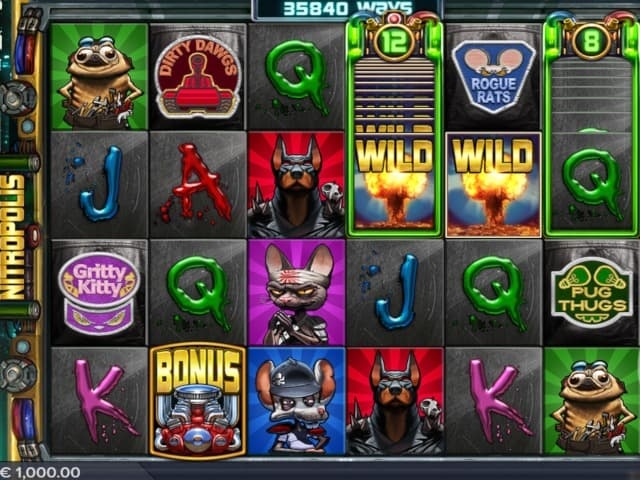 35840 Ways
12
8
DIRTY DAWGS
Q
ROGUE
RATS
J
A
WILD
WILD
Q
NITROPOLIS
Gritty
Kitty
Q
J
Q
PUG
THUGS
K
BONUS
K
€ 1,000.00